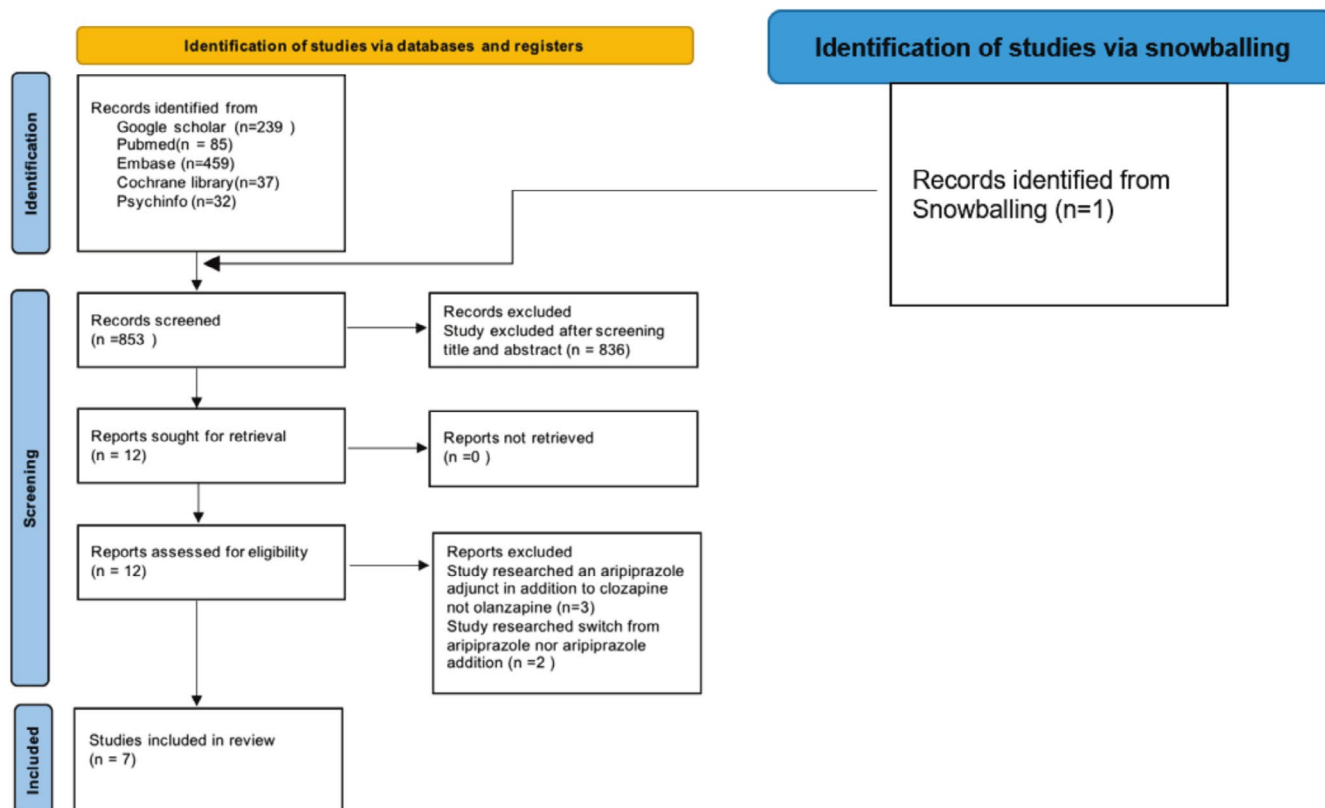 Identification of studies via databases and registers
Identification of studies via snowballing
Identification
Records identified from
Google scholar (n=239 )
Pubmed(n = 85)
Embase (n=459)
Cochrane library(n=37)
Psychinfo (n=32)
Records identified from
Snowballing (n=1)
Screening
Records screened
(n =853 )
Records excluded
Study excluded after screening
title and abstract (n = 836)
Reports sought for retrieval
(n = 12)
Reports not retrieved
(n =0 )
Reports assessed for eligibility
(n = 12)
Reports excluded
Study researched an aripiprazole
adjunct in addition to clozapine
not olanzapine (n=3)
Study researched switch from
aripiprazole nor aripiprazole
addition (n =2 )
Included
Studies included in review
(n = 7)